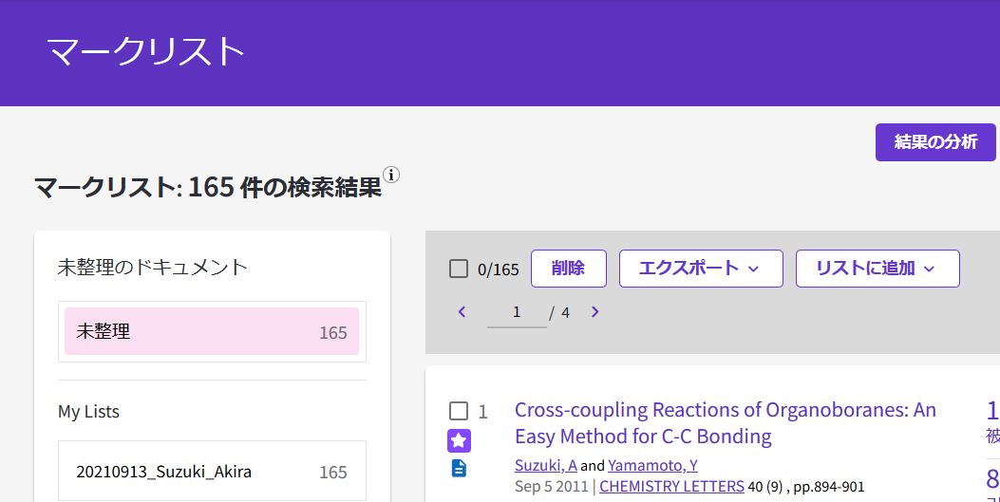 マークリスト
結果の分析
マークリスト: 165 件の検索結果
未整理のドキュメント
未整理 165
My Lists
20210913_Suzuki_Akira 165
0/165 削除 エクスポート リストに追加
1 / 4
1 Cross-coupling Reactions of Organoboranes: An
Easy Method for C-C Bonding
Suzuki, A and Yamamoto, Y
Sep 5 2011 | CHEMISTRY LETTERS 40 (9) , pp.894-901